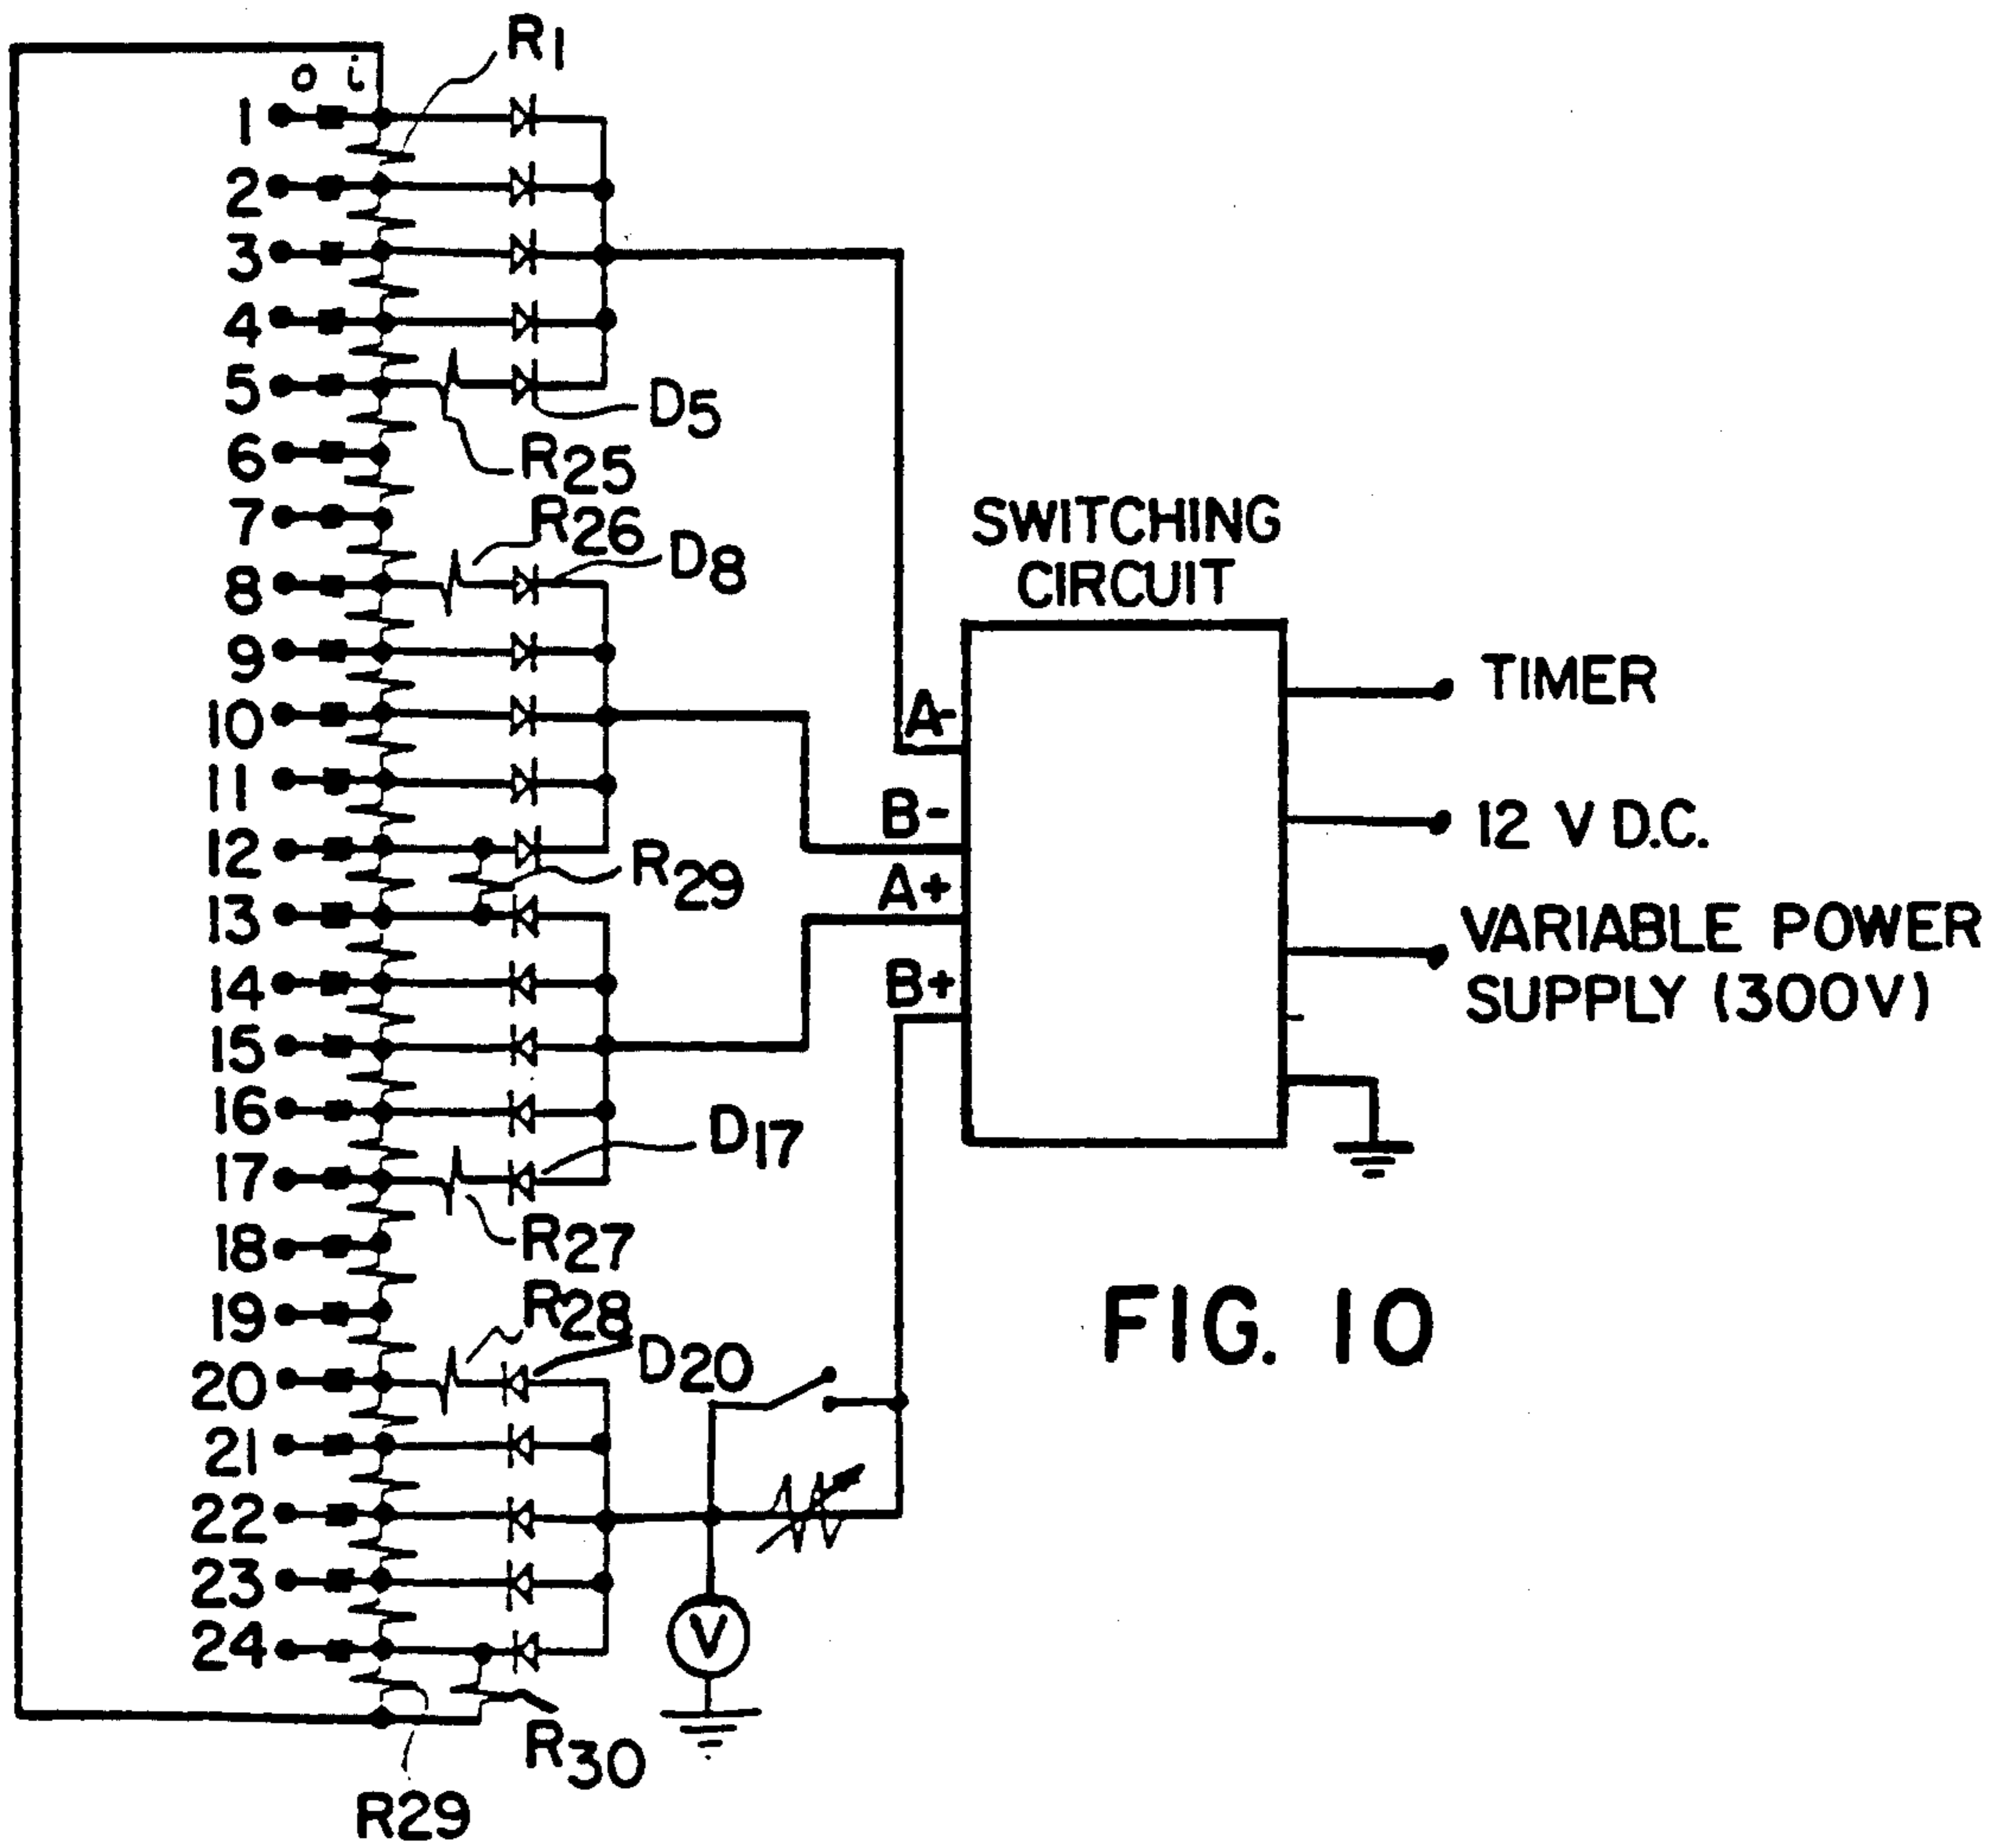 R1
o i
1
2
3
4
5
D5
R25
6
7
R26
D8
8
9
10
11
12
R29
13
14
15
16
17
D17
R27
18
19
R28
D20
20
21
22
23
24
R30
R29
V
SWITCHING
CIRCUIT
A-
B-
A+
B+
TIMER
12 V D.C.
VARIABLE POWER
SUPPLY (300V)
FIG. 10